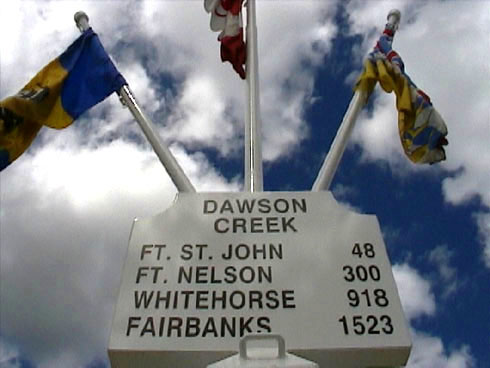 DAWSON
CREEK
FT. ST. JOHN 48
FT. NELSON 300
WHITEHORSE 918
FAIRBANKS 1523